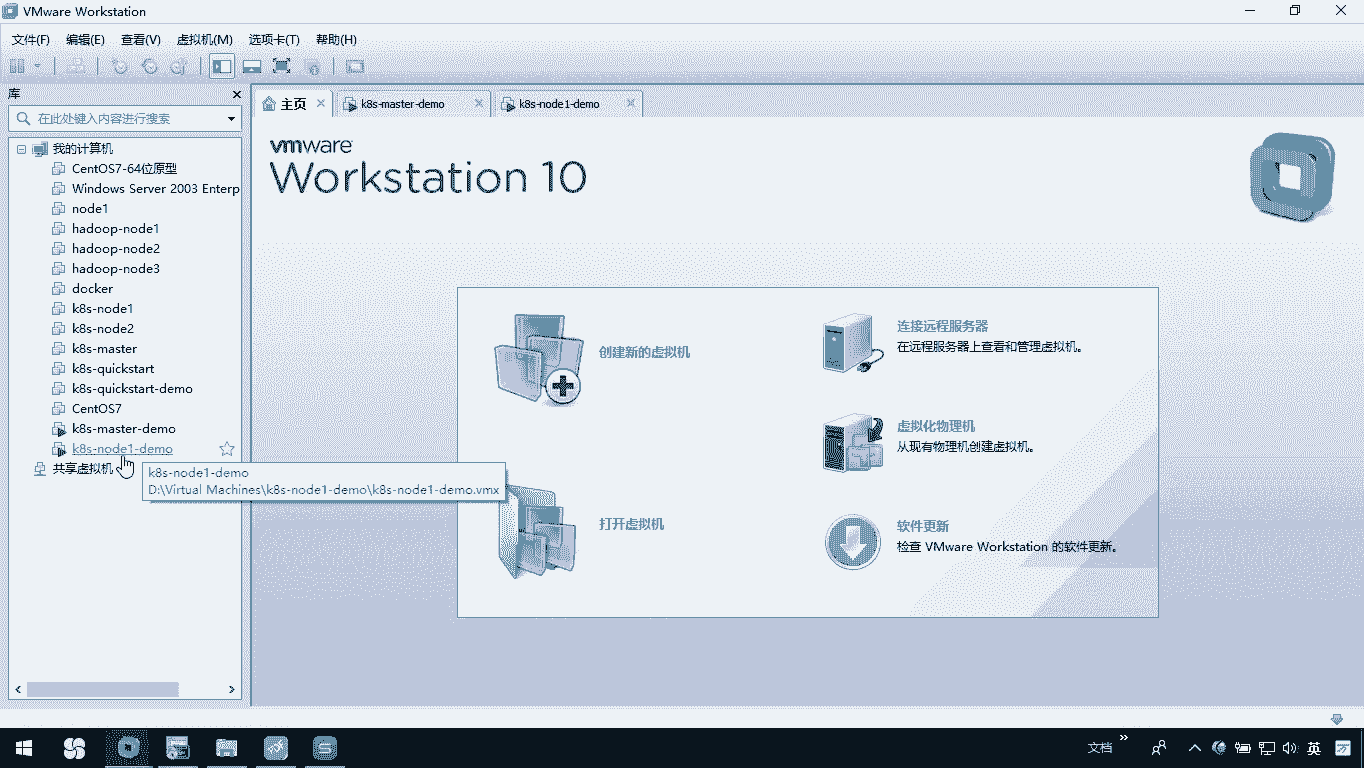 VMware Workstation
文件(F) 编辑(E) 查看(V) 虚拟机(M) 选项卡(T) 帮助(H)
库
在此处键入内容进行搜索
我的计算机
CentOS7-64位原型
Windows Server 2003 Enterp
node1
hadoop-node1
hadoop-node2
hadoop-node3
docker
k8s-node1
k8s-node2
k8s-master
k8s-quickstart
k8s-quickstart-demo
CentOS7
k8s-master-demo
k8s-node1-demo
共享虚拟机
k8s-node1-demo
D:\Virtual Machines\k8s-node1-demo\k8s-node1-demo.vmx
主页 k8s-master-demo k8s-node1-demo
vmware
Workstation 10
创建新的虚拟机
打开虚拟机
连接远程服务器
在远程服务器上查看和管理虚拟机。
虚拟化物理机
从现有物理机创建虚拟机。
软件更新
检查 VMware Workstation 的软件更新。
文档 英